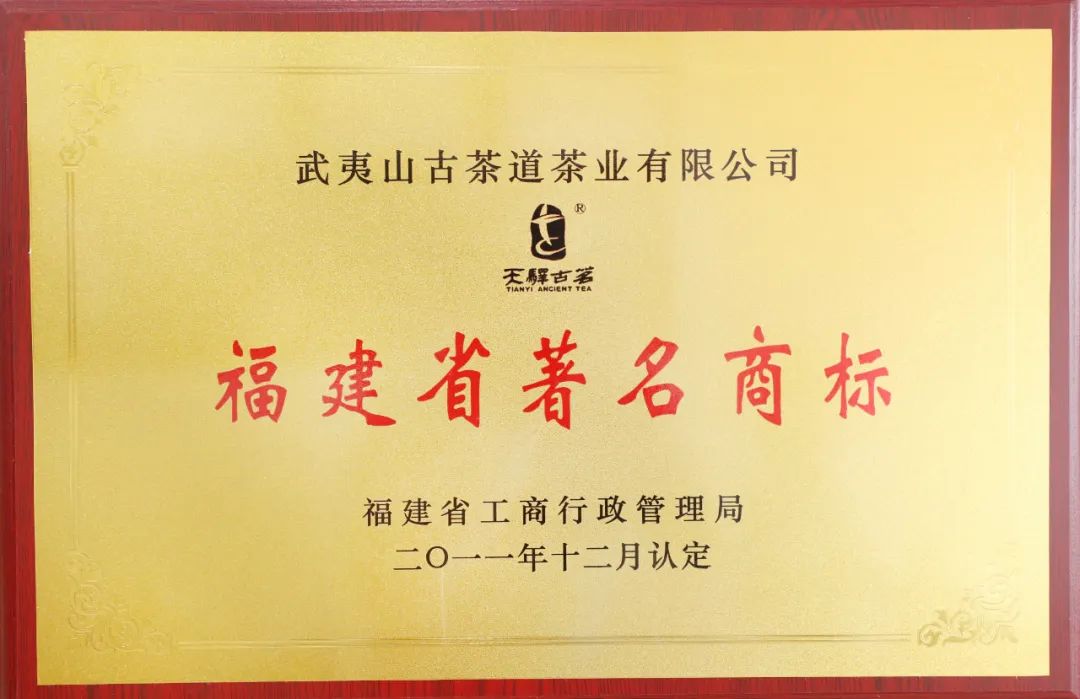 武夷山古茶道茶业有限公司
®
天驛古茗
TIANYI ANCIENT TEA
福建省著名商标
福建省工商行政管理局
二〇一一年十二月认定